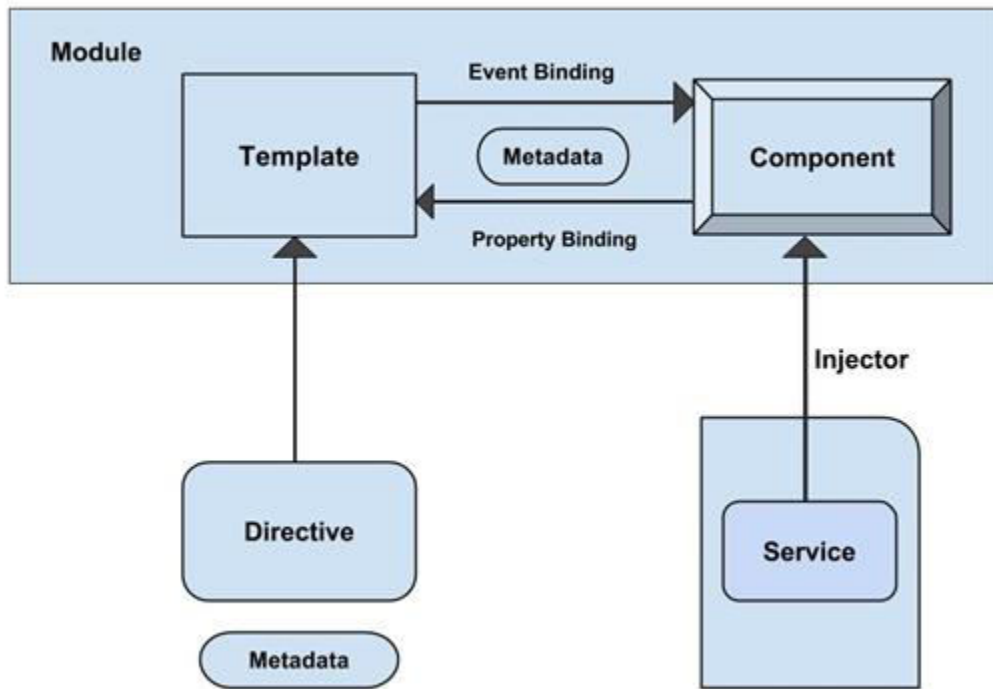 Module
Event Binding
Template
Metadata
Component
Property Binding
Injector
Directive
Service
Metadata